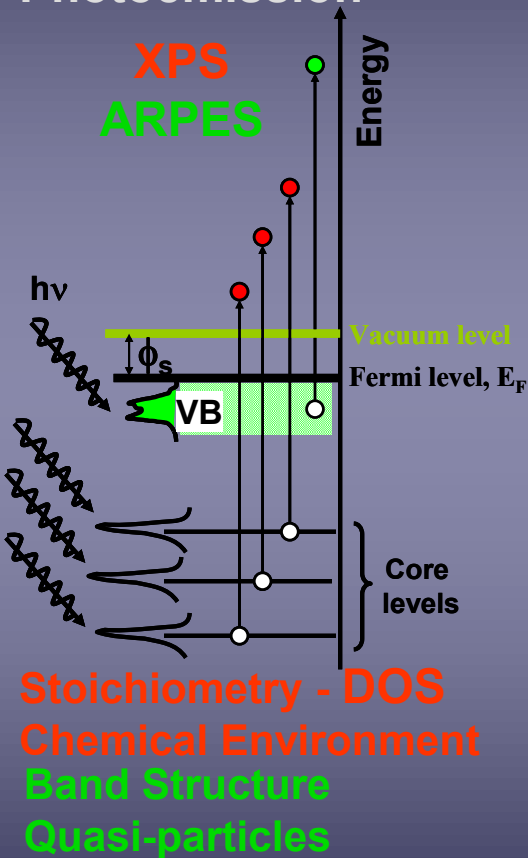 Photoemission
XPS
ARPES
Energy
hν
Vacuum level
Φs
Fermi level, EF
VB
Core
levels
Stoichiometry - DOS
Chemical Environment
Band Structure
Quasi-particles